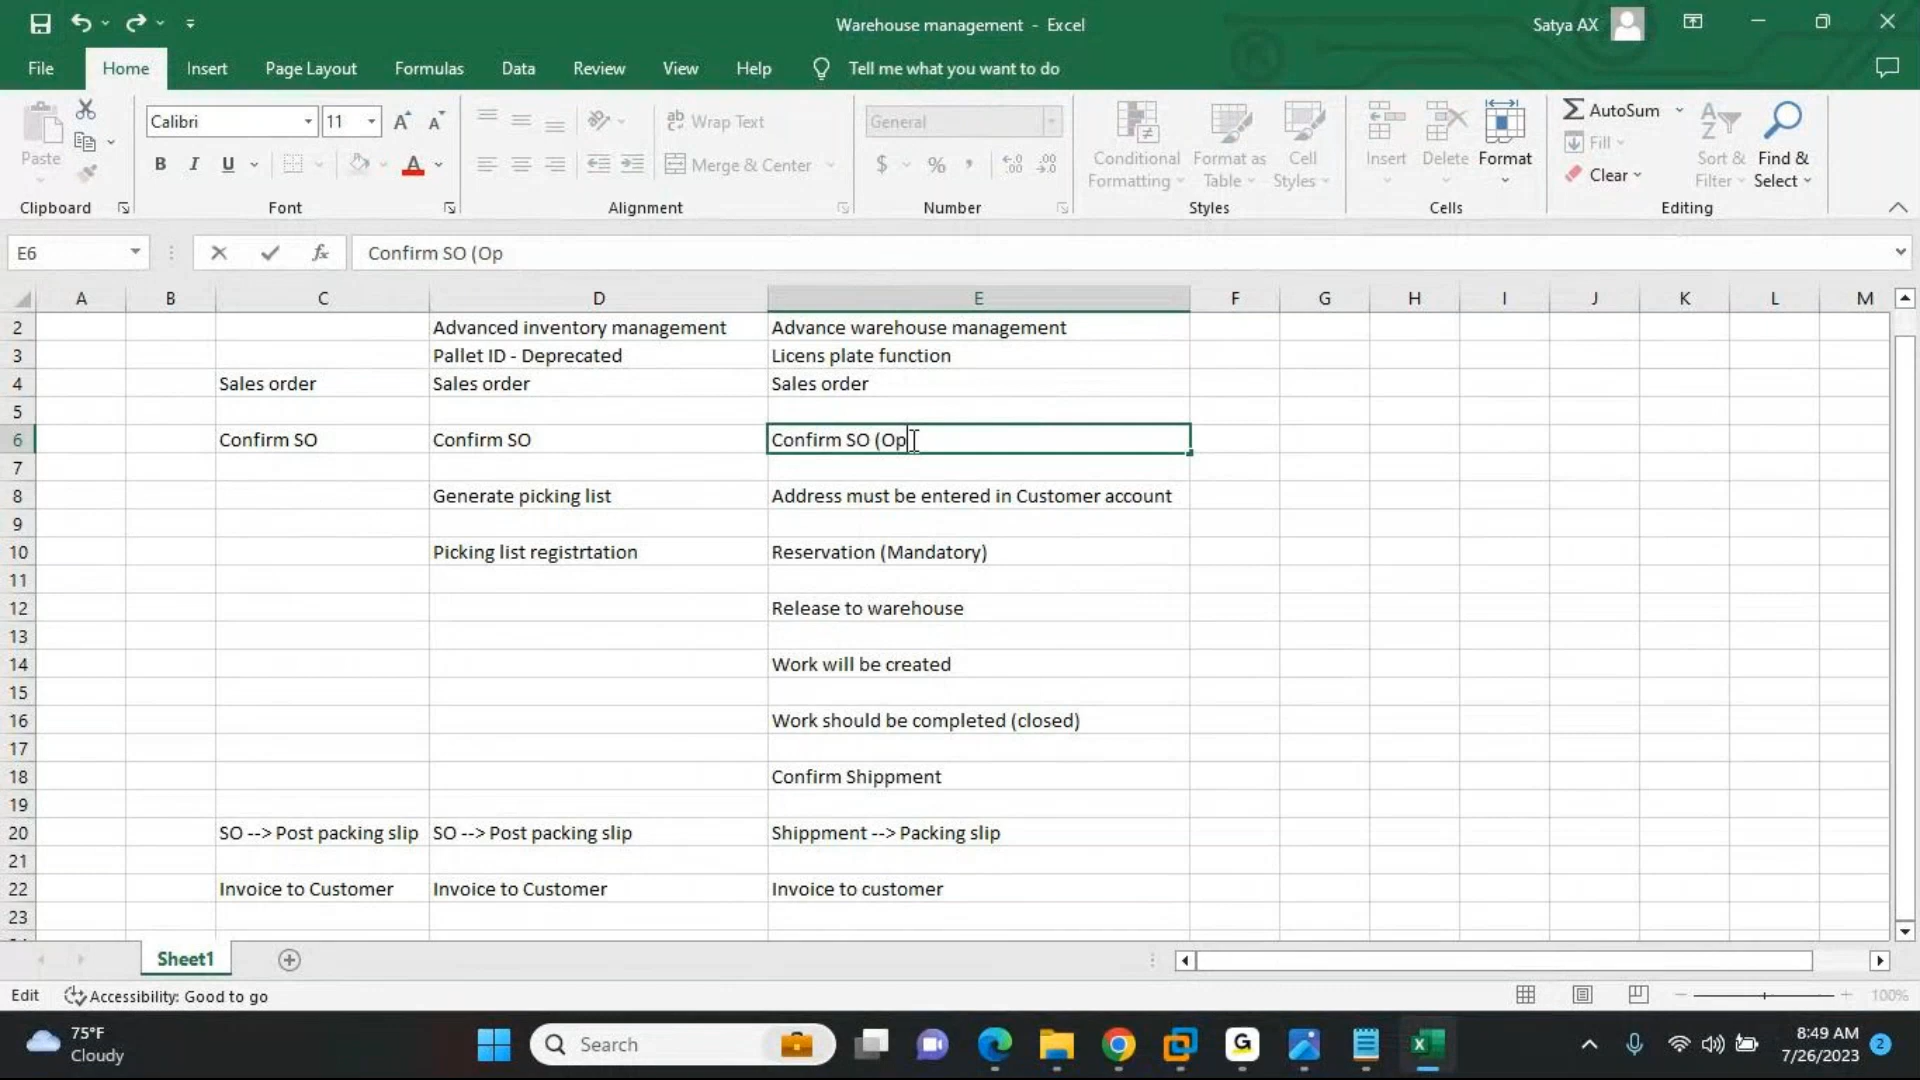 Warehouse management - Excel
Satya AX
File Home Insert Page Layout Formulas Data Review View Help Tell me what you want to do
Paste
Clipboard
Calibri 11
B I U A
Font
Wrap Text
Merge & Center
Alignment
General
$ % ,
Number
Conditional Formatting
Format as Table
Cell Styles
Styles
Insert Delete Format
Cells
AutoSum
Fill
Clear
Sort & Filter
Find & Select
Editing
E6 fx Confirm SO (Op
A B C D E F G H I J K L M
2 Advanced inventory management Advance warehouse management
3 Pallet ID - Deprecated Licens plate function
4 Sales order Sales order Sales order
5
6 Confirm SO Confirm SO Confirm SO (Op
7
8 Generate picking list Address must be entered in Customer account
9
10 Picking list registrtation Reservation (Mandatory)
11
12 Release to warehouse
13
14 Work will be created
15
16 Work should be completed (closed)
17
18 Confirm Shippment
19
20 SO --> Post packing slip SO --> Post packing slip Shippment --> Packing slip
21
22 Invoice to Customer Invoice to Customer Invoice to customer
23
Sheet1
Edit Accessibility: Good to go 100%
75°F
Cloudy
Search
8:49 AM
7/26/2023
2